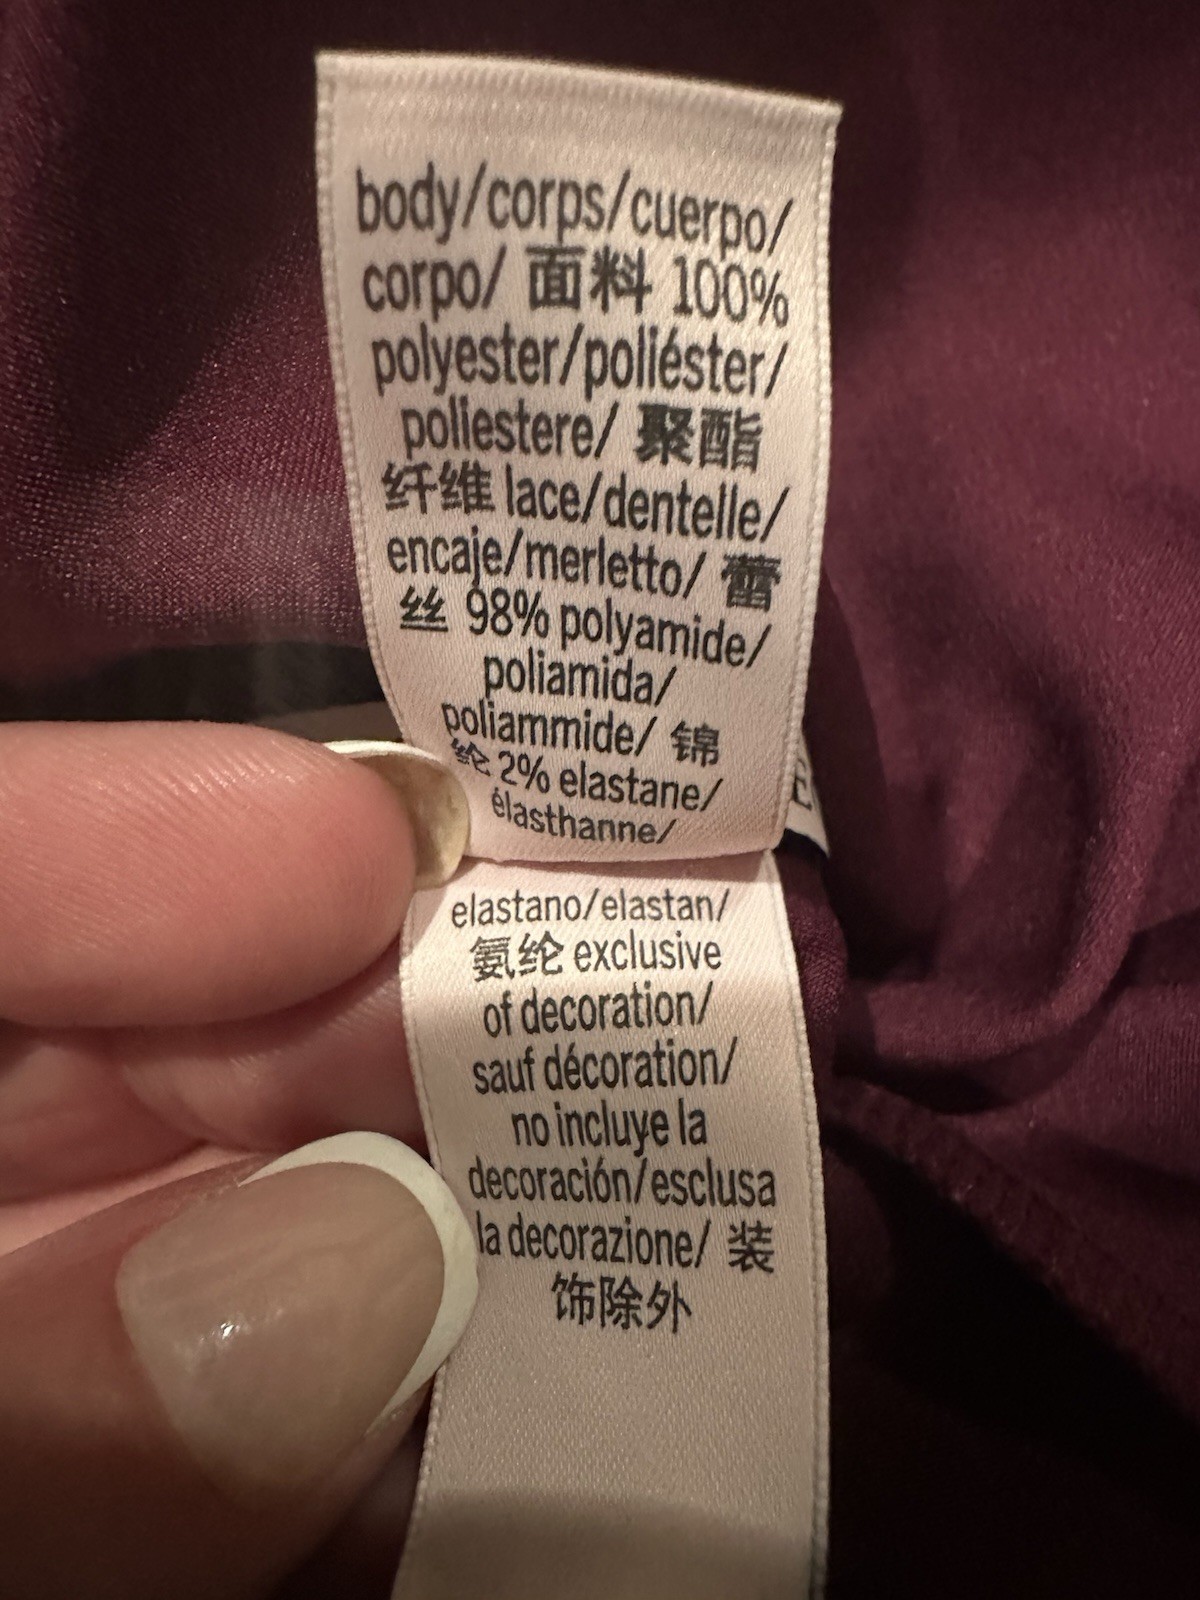 body/corps/cuerpo/
corpo/ 面料 100%
polyester/poliéster/
poliestere/ 聚酯
纤维 lace/dentelle/
encaje/merletto/ 蕾
丝 98% polyamide/
poliamida/
poliammide/ 锦
纶 2% elastane/
élasthanne/
elastano/elastan/
氨纶 exclusive
of decoration/
sauf décoration/
no incluye la
decoración/esclusa
la decorazione/ 装
饰除外